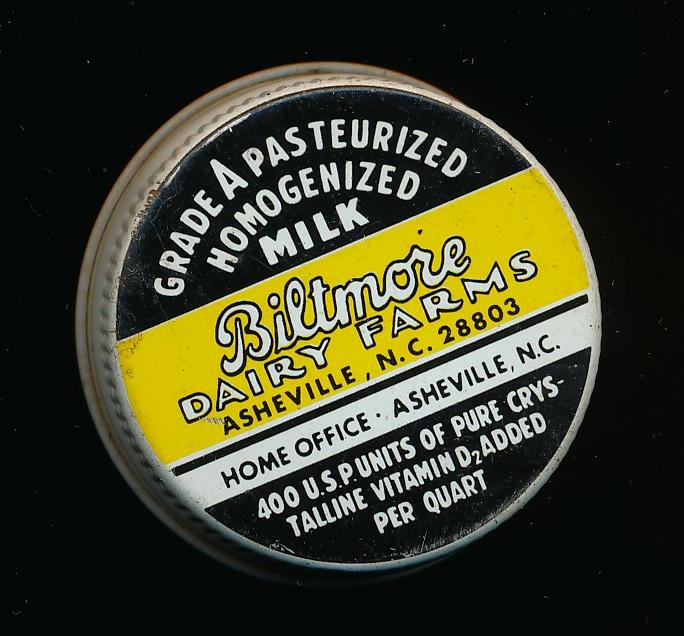 GRADE A PASTEURIZED
HOMOGENIZED
MILK
Biltmore
DAIRY FARMS
ASHEVILLE, N.C. 28803
HOME OFFICE · ASHEVILLE, N.C.
400 U.S.P. UNITS OF PURE CRYS-
TALLINE VITAMIN D₂ ADDED
PER QUART